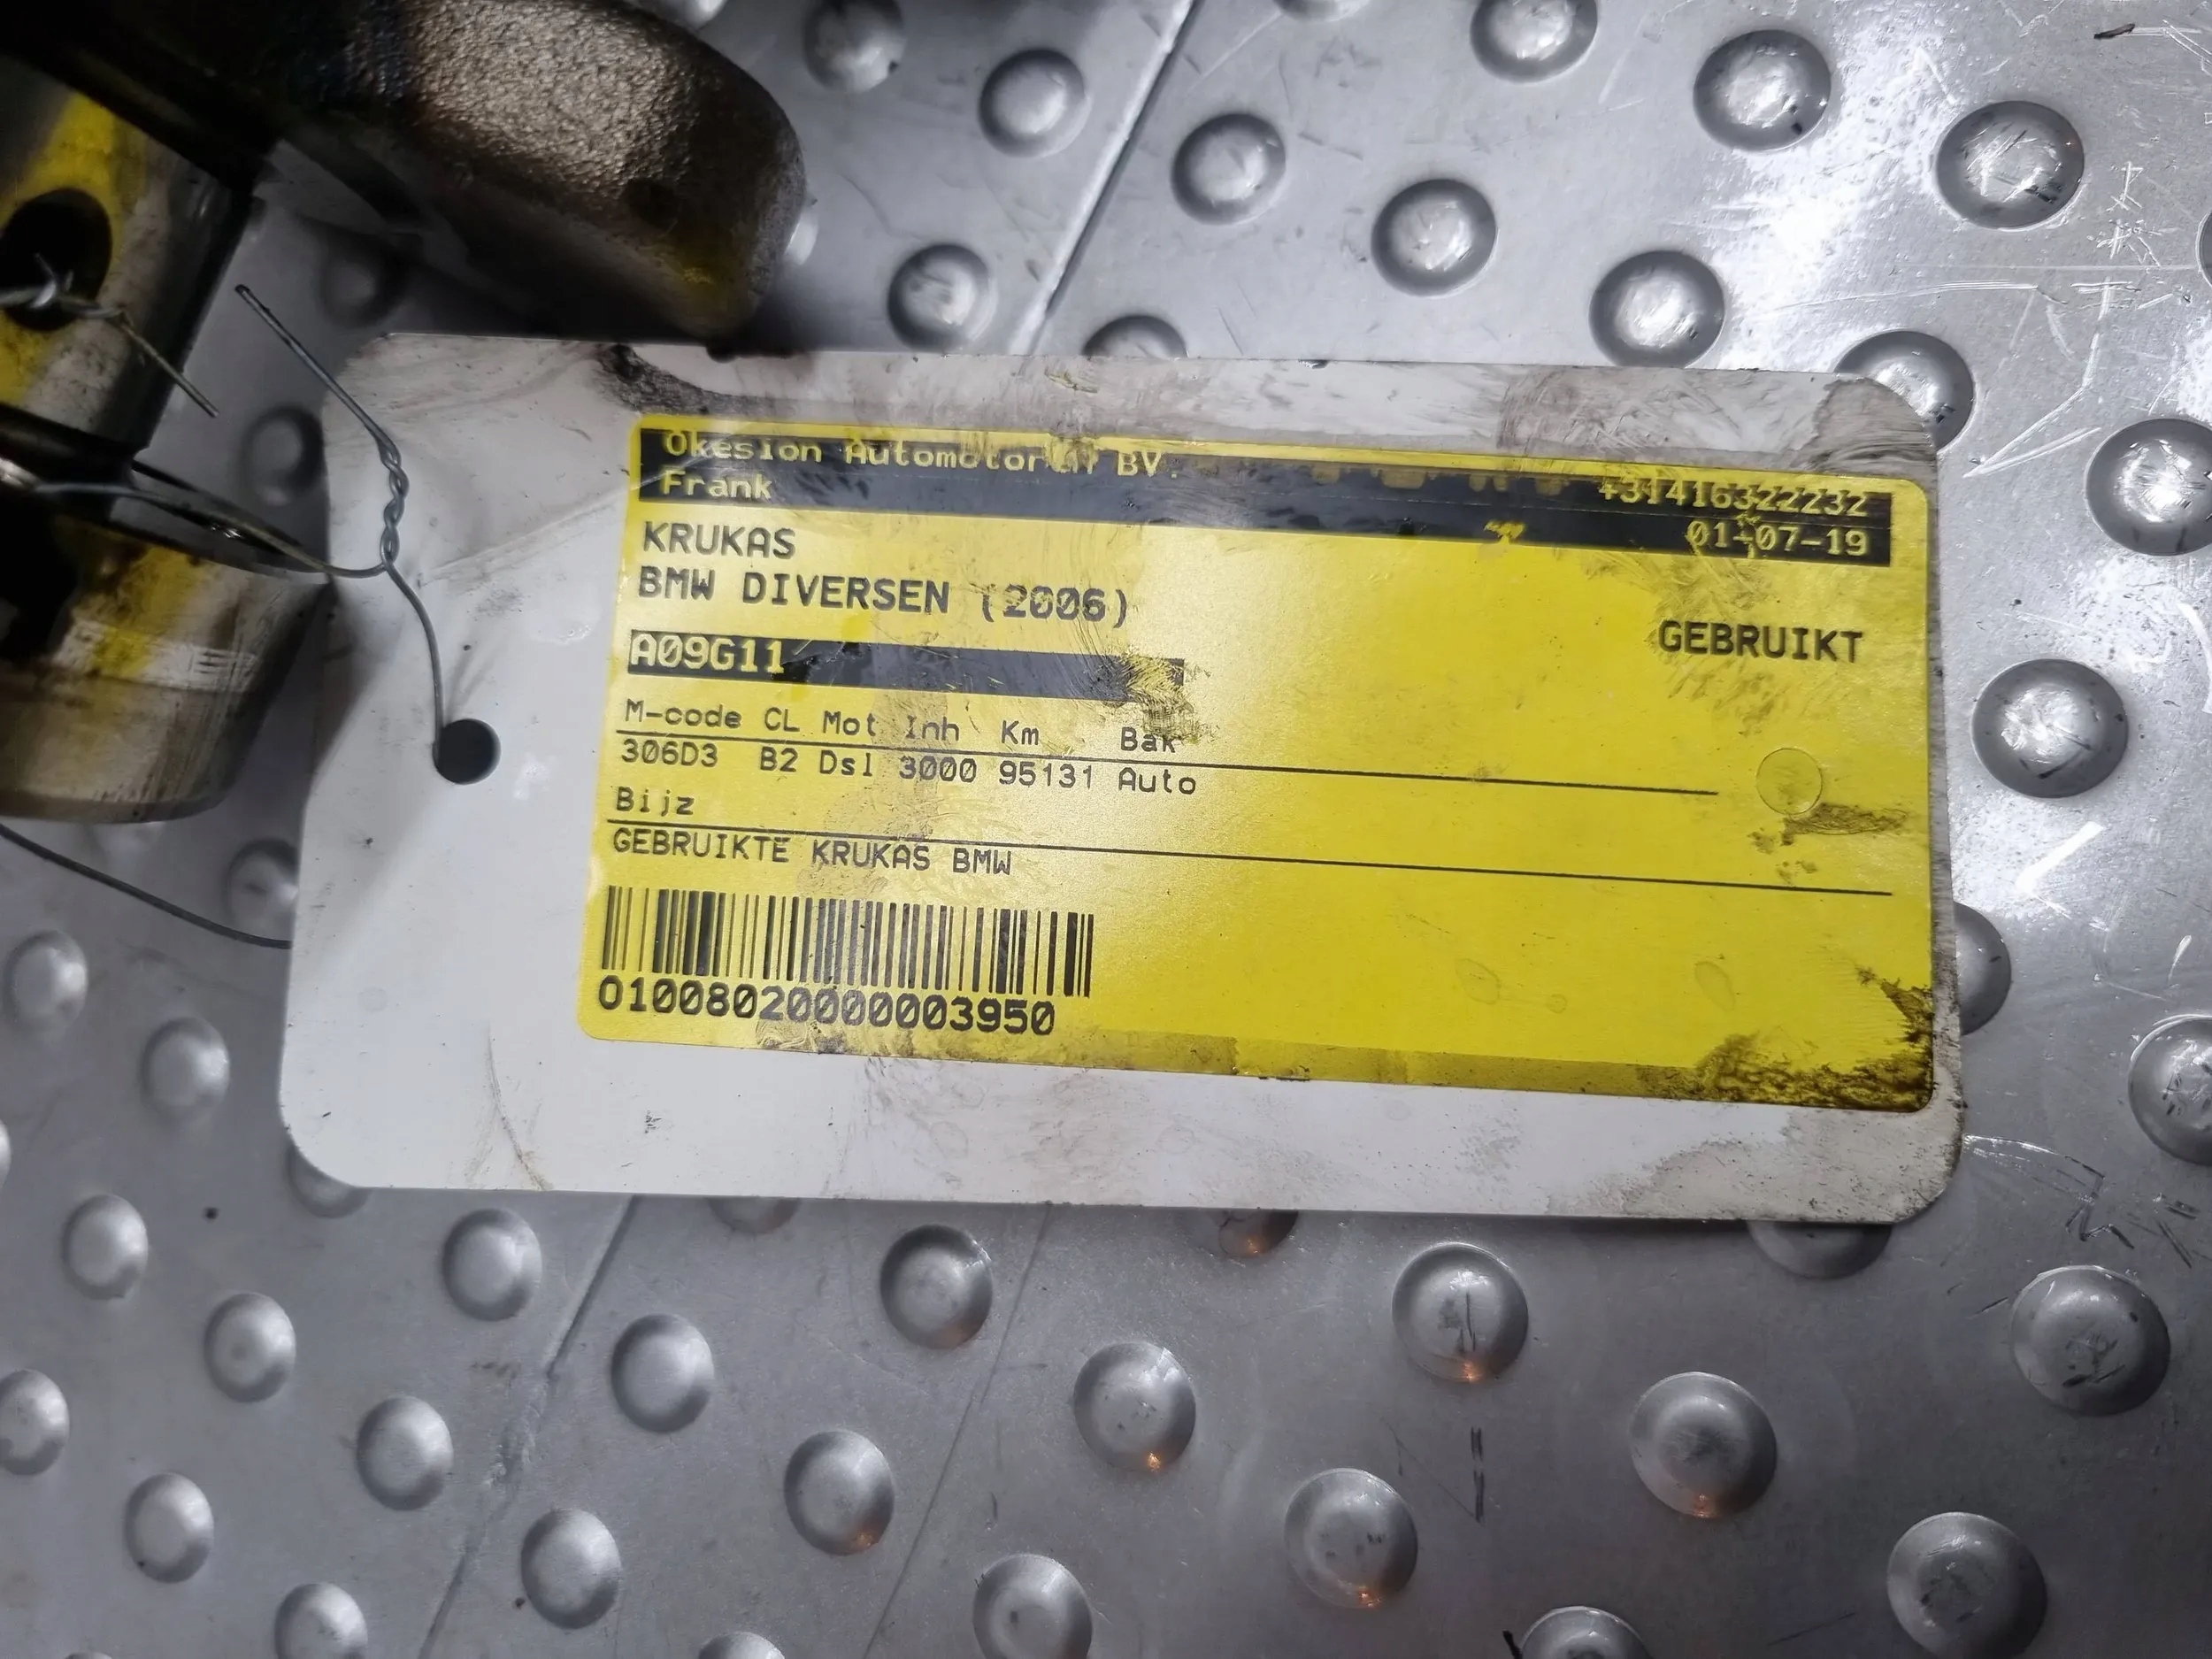 Okesion Automotoren BV.
Frank +31416322232
01-07-19
KRUKAS
BMW DIVERSEN (2006)
GEBRUIKT
A09G11
M-code CL Mot Inh Km Bak
306D3 B2 Dsl 3000 95131 Auto
Bijz
GEBRUIKTE KRUKAS BMW
O1008020000003950